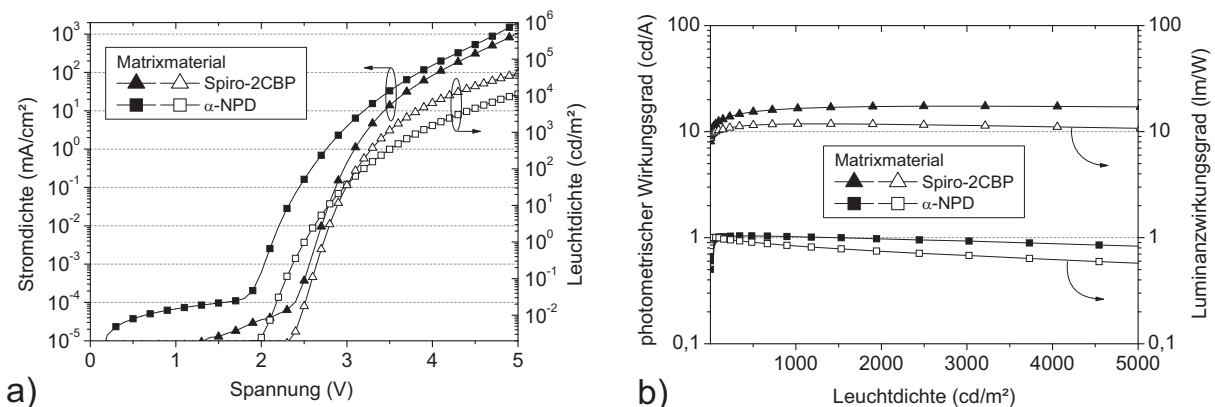 Stromdichte (mA/cm²)
10³
10²
10¹
10⁰
10⁻¹
10⁻²
10⁻³
10⁻⁴
10⁻⁵
Matrixmaterial
Spiro-2CBP
α-NPD
10⁶
10⁵
10⁴
10³
10²
10¹
10⁰
10⁻¹
10⁻²
Leuchtdichte (cd/m²)
0 1 2 3 4 5
Spannung (V)
a)
photometrischer Wirkungsgrad (cd/A)
100
10
1
0,1
Matrixmaterial
Spiro-2CBP
α-NPD
100
10
1
0,1
Luminanzwirkungsgrad (lm/W)
0 1000 2000 3000 4000 5000
Leuchtdichte (cd/m²)
b)